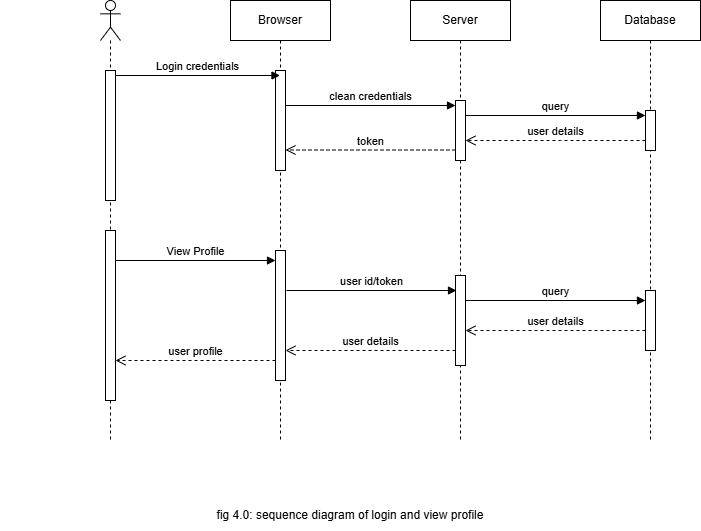 Browser
Server
Database
Login credentials
clean credentials
query
user details
token
View Profile
user id/token
query
user details
user details
user profile
fig 4.0: sequence diagram of login and view profile